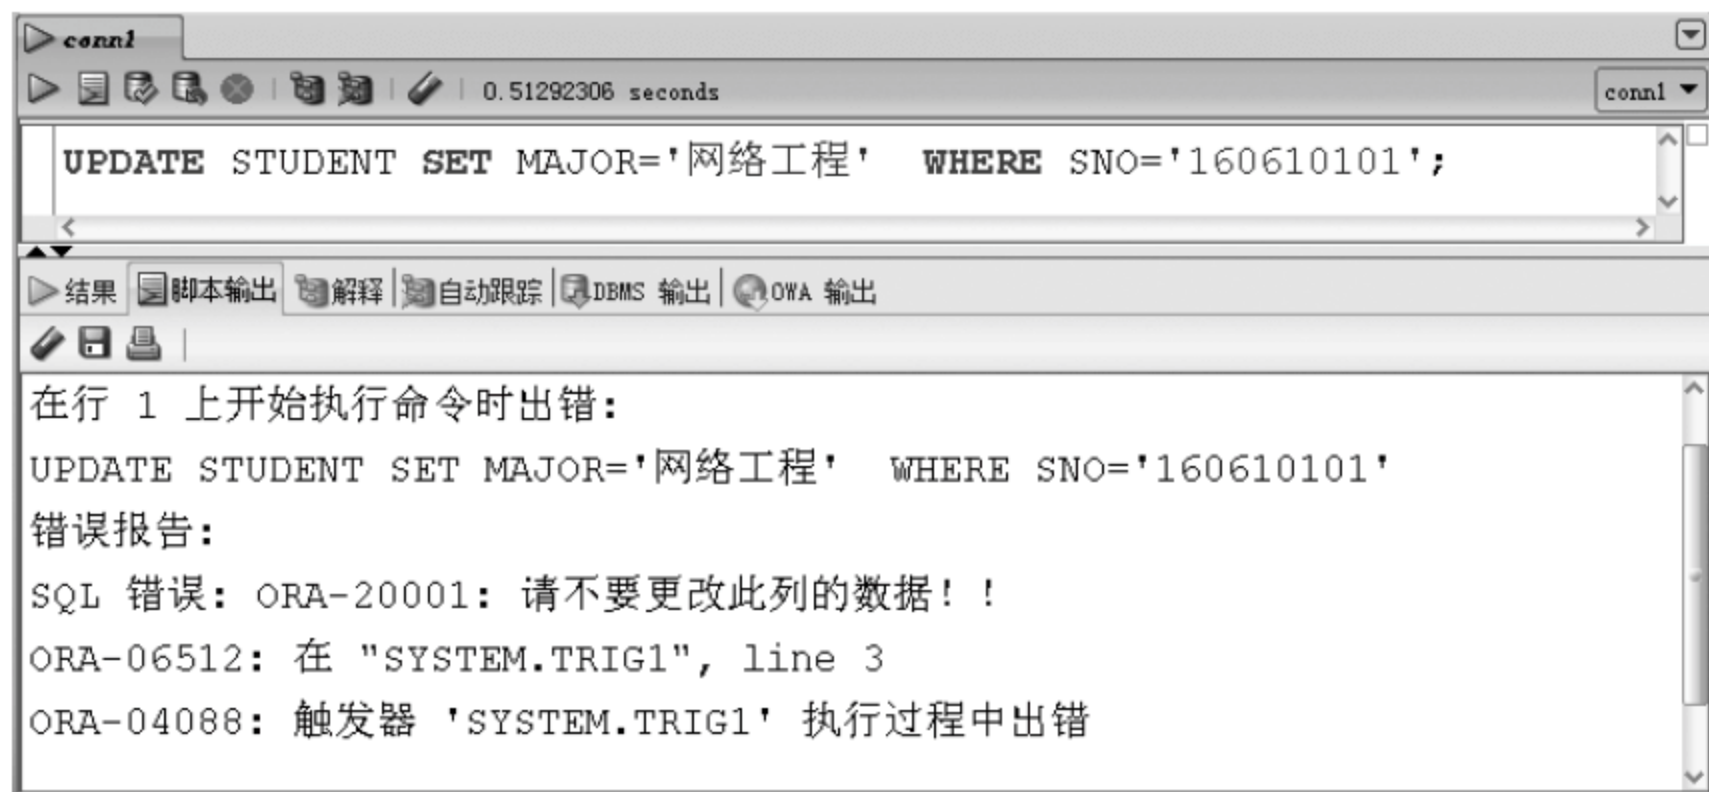 conn1
0.51292306 seconds
conn1
UPDATE STUDENT SET MAJOR='网络工程'  WHERE SNO='160610101';
结果 脚本输出 解释 自动跟踪 DBMS 输出 OWA 输出
在行 1 上开始执行命令时出错:
UPDATE STUDENT SET MAJOR='网络工程'  WHERE SNO='160610101'
错误报告:
SQL 错误: ORA-20001: 请不要更改此列的数据！！
ORA-06512: 在 "SYSTEM.TRIG1", line 3
ORA-04088: 触发器 'SYSTEM.TRIG1' 执行过程中出错